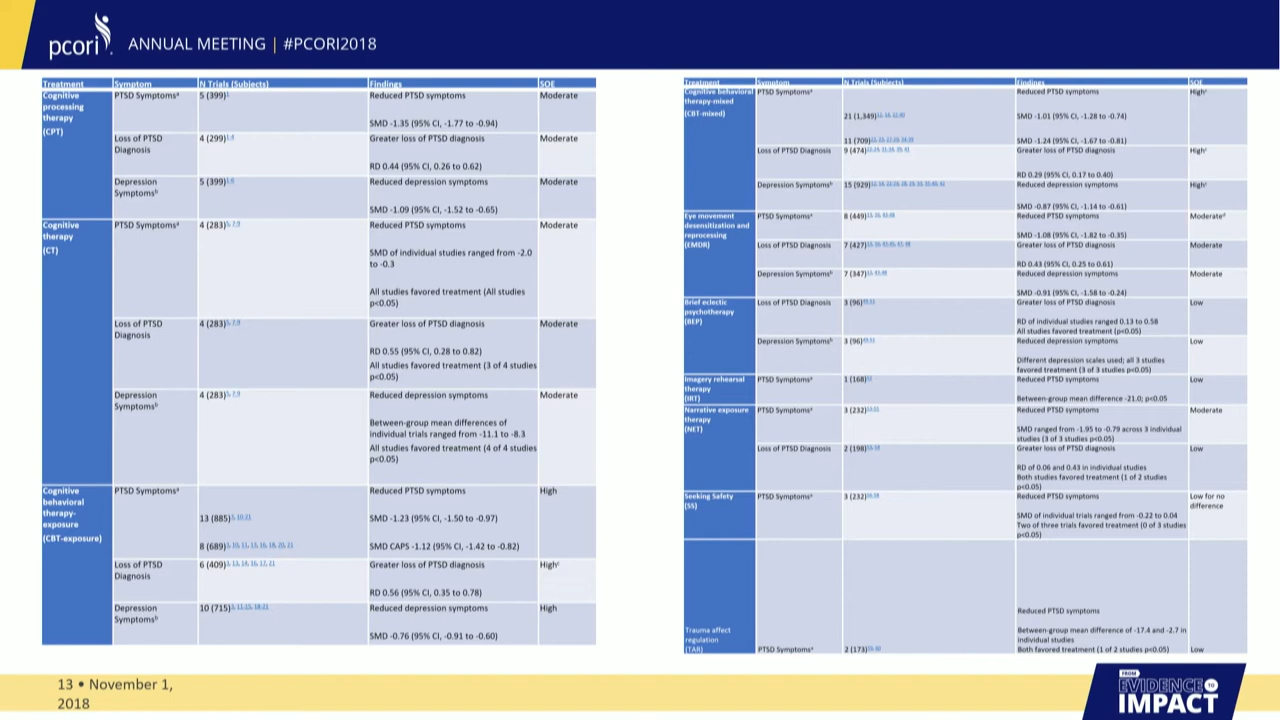 pcori. ANNUAL MEETING | #PCORI2018
Treatment Symptom N Trials (Subjects) Findings SOE
Cognitive processing therapy (CPT) PTSD Symptomsᵃ 5 (399) Reduced PTSD symptoms Moderate
SMD -1.35 (95% CI, -1.77 to -0.94)
Loss of PTSD Diagnosis 4 (299) Greater loss of PTSD diagnosis Moderate
RD 0.44 (95% CI, 0.26 to 0.62)
Depression Symptomsᵇ 5 (399) Reduced depression symptoms Moderate
SMD -1.09 (95% CI, -1.52 to -0.65)
Cognitive therapy (CT) PTSD Symptomsᵃ 4 (283) Reduced PTSD symptoms Moderate
SMD of individual studies ranged from -2.0
to -0.3
All studies favored treatment (All studies
p<0.05)
Loss of PTSD Diagnosis 4 (283) Greater loss of PTSD diagnosis Moderate
RD 0.55 (95% CI, 0.28 to 0.82)
All studies favored treatment (3 of 4 studies
p<0.05)
Depression Symptomsᵇ 4 (283) Reduced depression symptoms Moderate
Between-group mean differences of
individual trials ranged from -11.1 to -8.3
All studies favored treatment (4 of 4 studies
p<0.05)
Cognitive behavioral therapy-exposure (CBT-exposure) PTSD Symptomsᵃ Reduced PTSD symptoms High
13 (885) SMD -1.23 (95% CI, -1.50 to -0.97)
8 (689) SMD CAPS -1.12 (95% CI, -1.42 to -0.82)
Loss of PTSD Diagnosis 6 (409) Greater loss of PTSD diagnosis Highᶜ
RD 0.56 (95% CI, 0.35 to 0.78)
Depression Symptomsᵇ 10 (715) Reduced depression symptoms High
SMD -0.76 (95% CI, -0.91 to -0.60)
Treatment Symptom N Trials (Subjects) Findings SOE
Cognitive behavioral therapy-mixed (CBT-mixed) PTSD Symptomsᵃ Reduced PTSD symptoms Highᶜ
21 (1,349) SMD -1.01 (95% CI, -1.28 to -0.74)
11 (709) SMD -1.24 (95% CI, -1.67 to -0.81)
Loss of PTSD Diagnosis 9 (474) Greater loss of PTSD diagnosis Highᶜ
RD 0.29 (95% CI, 0.17 to 0.40)
Depression Symptomsᵇ 15 (929) Reduced depression symptoms Highᶜ
SMD -0.87 (95% CI, -1.14 to -0.61)
Eye movement desensitization and reprocessing (EMDR) PTSD Symptomsᵃ 8 (449) Reduced PTSD symptoms Moderateᵈ
SMD -1.08 (95% CI, -1.82 to -0.35)
Loss of PTSD Diagnosis 7 (427) Greater loss of PTSD diagnosis Moderate
RD 0.43 (95% CI, 0.25 to 0.61)
Depression Symptomsᵇ 7 (347) Reduced depression symptoms Moderate
SMD -0.91 (95% CI, -1.58 to -0.24)
Brief eclectic psychotherapy (BEP) Loss of PTSD Diagnosis 3 (96) Greater loss of PTSD diagnosis Low
RD of individual studies ranged 0.13 to 0.58
All studies favored treatment (p<0.05)
Depression Symptomsᵇ 3 (96) Reduced depression symptoms Low
Different depression scales used; all 3 studies
favored treatment (3 of 3 studies p<0.05)
Imagery rehearsal therapy (IRT) PTSD Symptomsᵃ 1 (168) Reduced PTSD symptoms Low
Between-group mean difference -21.0; p<0.05
Narrative exposure therapy (NET) PTSD Symptomsᵃ 3 (232) Reduced PTSD symptoms Moderate
SMD ranged from -1.95 to -0.79 across 3 individual
studies (3 of 3 studies p<0.05)
Loss of PTSD Diagnosis 2 (198) Greater loss of PTSD diagnosis Low
RD of 0.06 and 0.43 in individual studies
Both studies favored treatment (1 of 2 studies
p<0.05)
Seeking Safety (SS) PTSD Symptomsᵃ 3 (232) Reduced PTSD symptoms Low for no difference
SMD of individual trials ranged from -0.22 to 0.04
Two of three trials favored treatment (0 of 3 studies
p<0.05)
Trauma affect regulation (TAR) PTSD Symptomsᵃ 2 (173) Reduced PTSD symptoms
Between-group mean difference of -17.4 and -2.7 in
individual studies
Both favored treatment (1 of 2 studies p<0.05) Low
13 • November 1,
2018
FROM
EVIDENCE TO
IMPACT